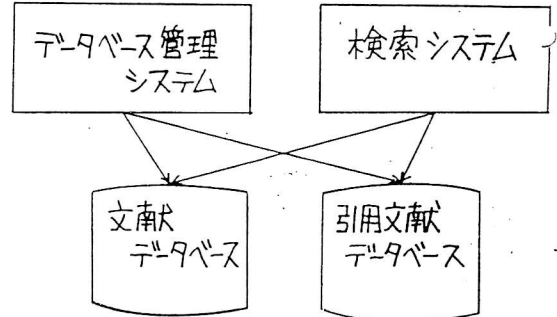 データベース管理
システム
検索システム
文献
データベース
引用文献
データベース